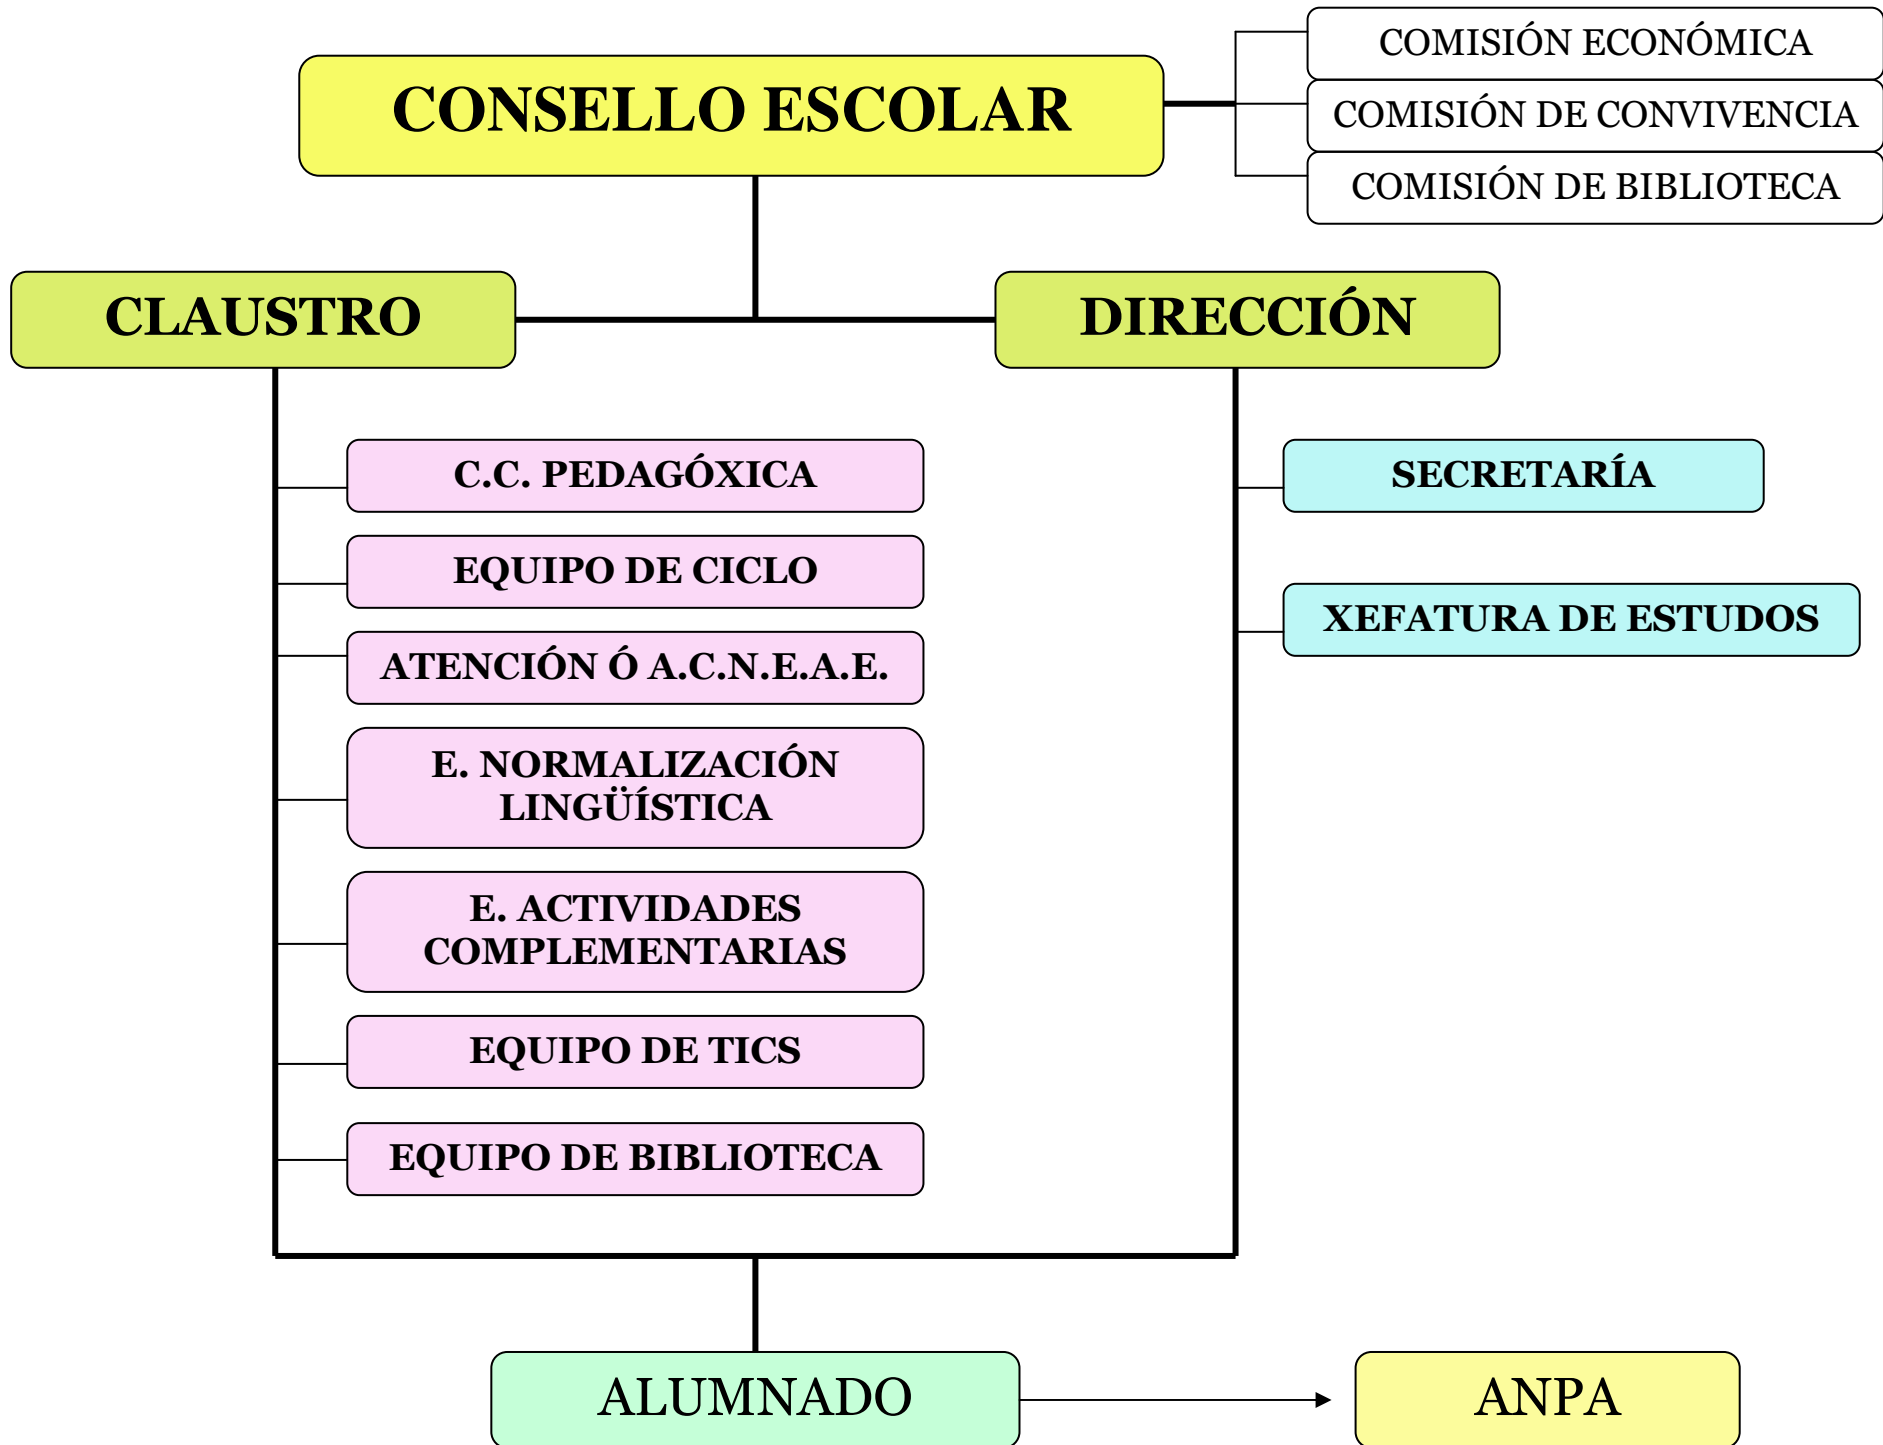 CONSELLO ESCOLAR
COMISIÓN ECONÓMICA
COMISIÓN DE CONVIVENCIA
COMISIÓN DE BIBLIOTECA
CLAUSTRO
DIRECCIÓN
C.C. PEDAGÓXICA
EQUIPO DE CICLO
ATENCIÓN Ó A.C.N.E.A.E.
E. NORMALIZACIÓN
LINGÜÍSTICA
E. ACTIVIDADES
COMPLEMENTARIAS
EQUIPO DE TICS
EQUIPO DE BIBLIOTECA
SECRETARÍA
XEFATURA DE ESTUDOS
ALUMNADO
ANPA